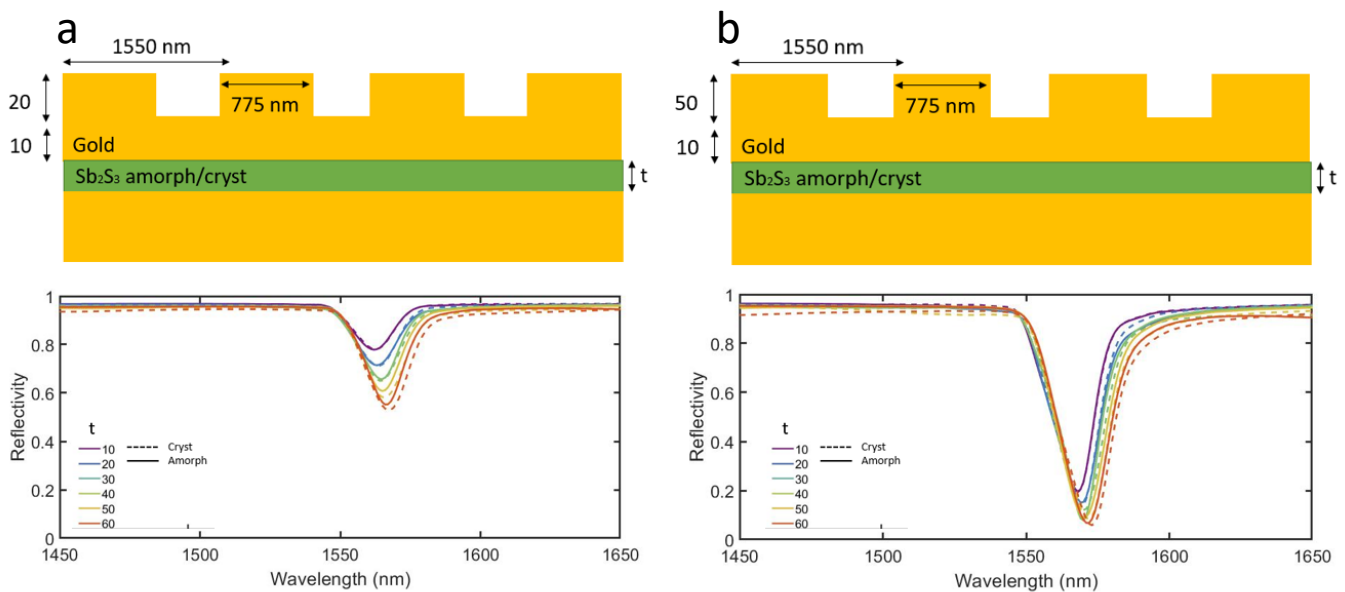 a
1550 nm
20
775 nm
10
Gold
Sb₂S₃ amorph/cryst
t
1
0.8
0.6
0.4
0.2
0
Reflectivity
t
10
20
30
40
50
60
Cryst
Amorph
1450
1500
1550
1600
1650
Wavelength (nm)
b
1550 nm
50
775 nm
10
Gold
Sb₂S₃ amorph/cryst
t
1
0.8
0.6
0.4
0.2
0
Reflectivity
t
10
20
30
40
50
60
Cryst
Amorph
1450
1500
1550
1600
1650
Wavelength (nm)